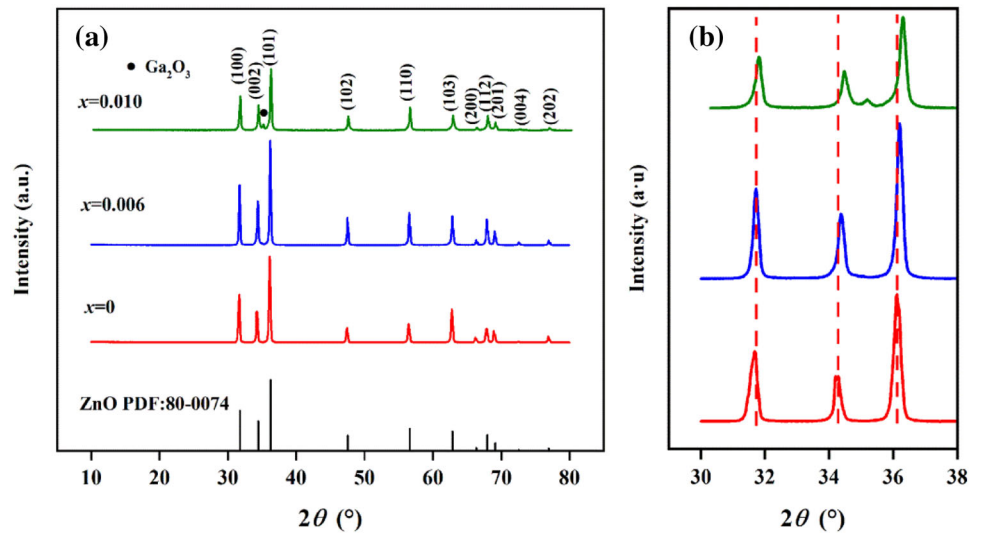 (a)
● Ga₂O₃
(100)
(002)
(101)
(102)
(110)
(103)
(200)
(112)
(201)
(004)
(202)
x=0.010
x=0.006
x=0
ZnO PDF:80-0074
Intensity (a.u.)
10 20 30 40 50 60 70 80
2θ (°)
(b)
Intensity (a·u)
30 32 34 36 38
2θ (°)